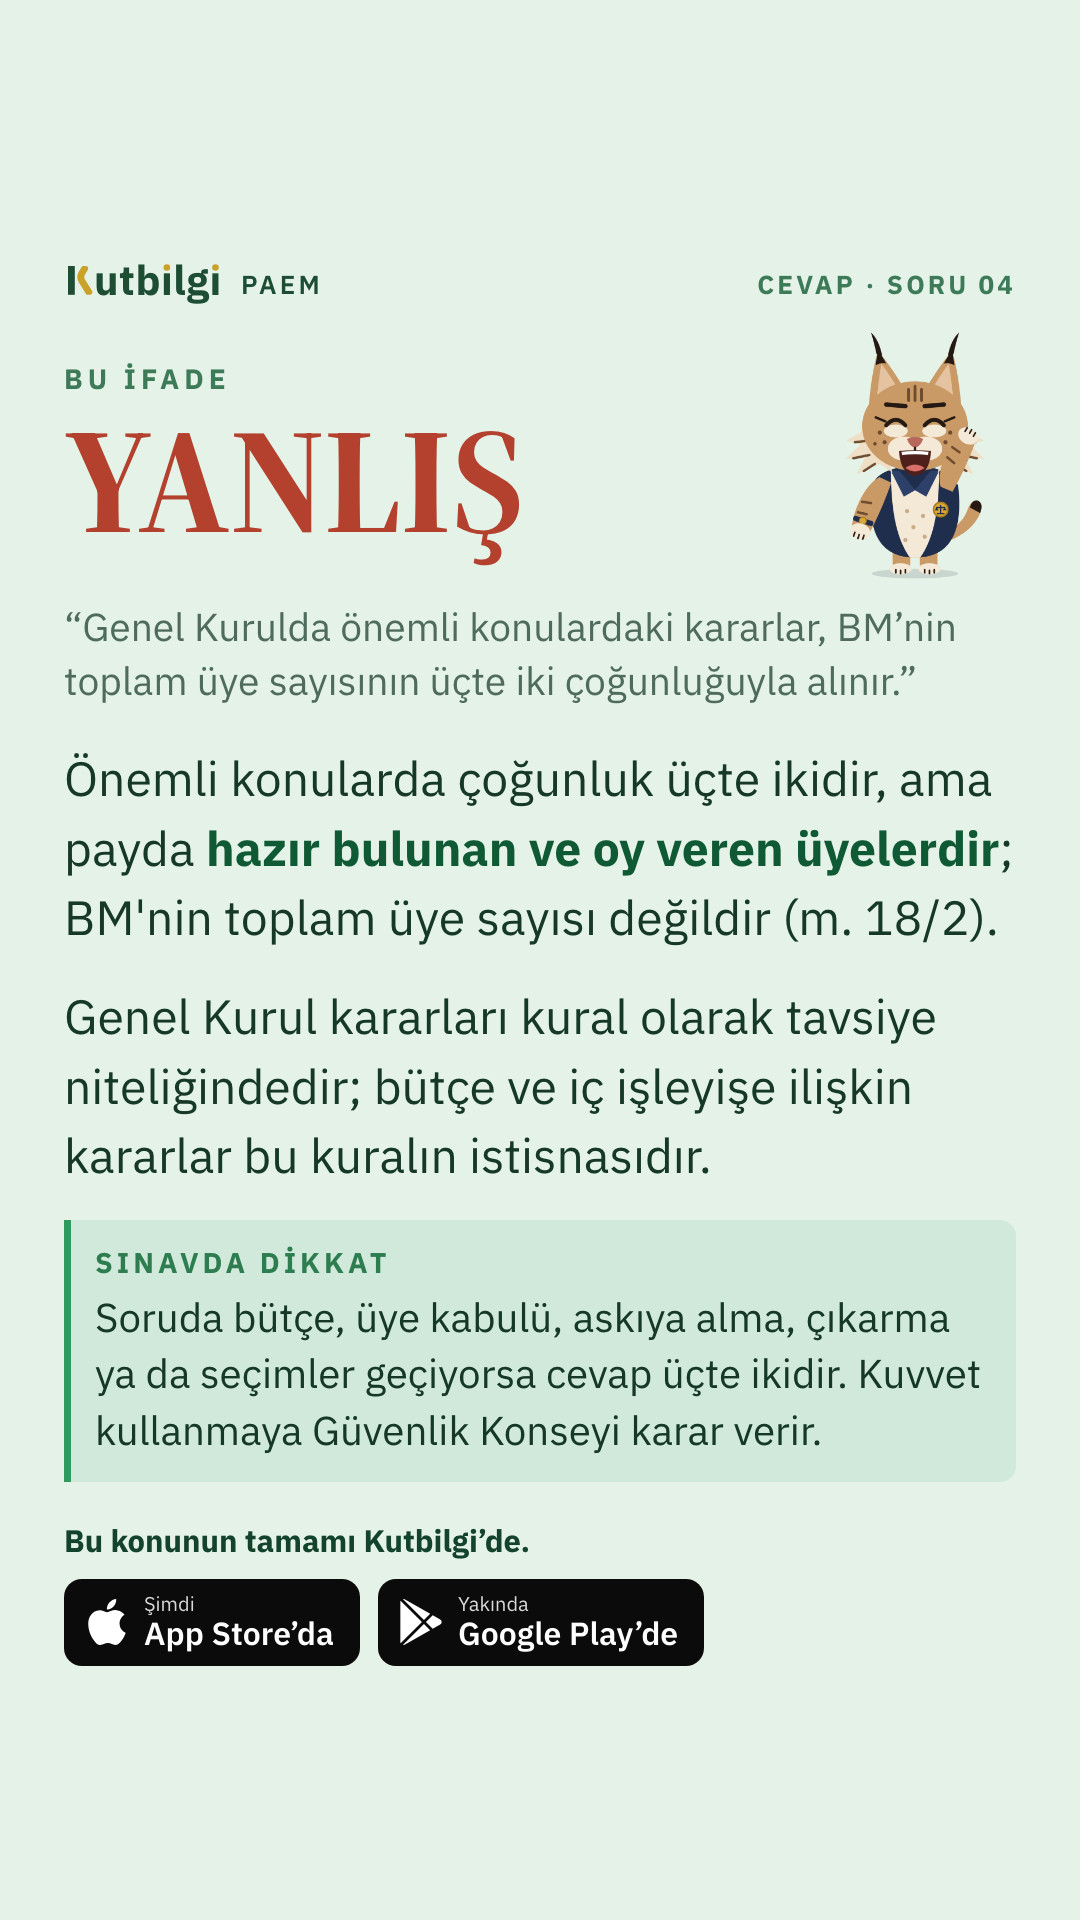 Kutbilgi PAEM
CEVAP · SORU 04
BU İFADE
YANLIŞ
“Genel Kurulda önemli konulardaki kararlar, BM’nin
toplam üye sayısının üçte iki çoğunluğuyla alınır.”
Önemli konularda çoğunluk üçte ikidir, ama
payda hazır bulunan ve oy veren üyelerdir;
BM'nin toplam üye sayısı değildir (m. 18/2).
Genel Kurul kararları kural olarak tavsiye
niteliğindedir; bütçe ve iç işleyişe ilişkin
kararlar bu kuralın istisnasıdır.
SINAVDA DİKKAT
Soruda bütçe, üye kabulü, askıya alma, çıkarma
ya da seçimler geçiyorsa cevap üçte ikidir. Kuvvet
kullanmaya Güvenlik Konseyi karar verir.
Bu konunun tamamı Kutbilgi’de.
Şimdi
App Store’da
Yakında
Google Play’de